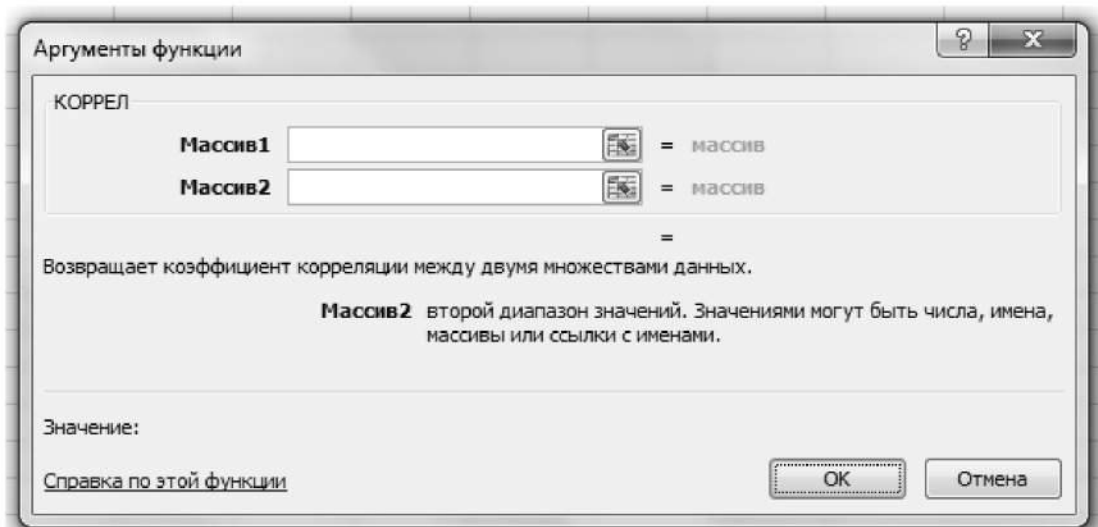 Аргументы функции
?
X
КОРРЕЛ
Массив1 = массив
Массив2 = массив
=
Возвращает коэффициент корреляции между двумя множествами данных.
Массив2 второй диапазон значений. Значениями могут быть числа, имена,
массивы или ссылки с именами.
Значение:
Справка по этой функции
ОК
Отмена